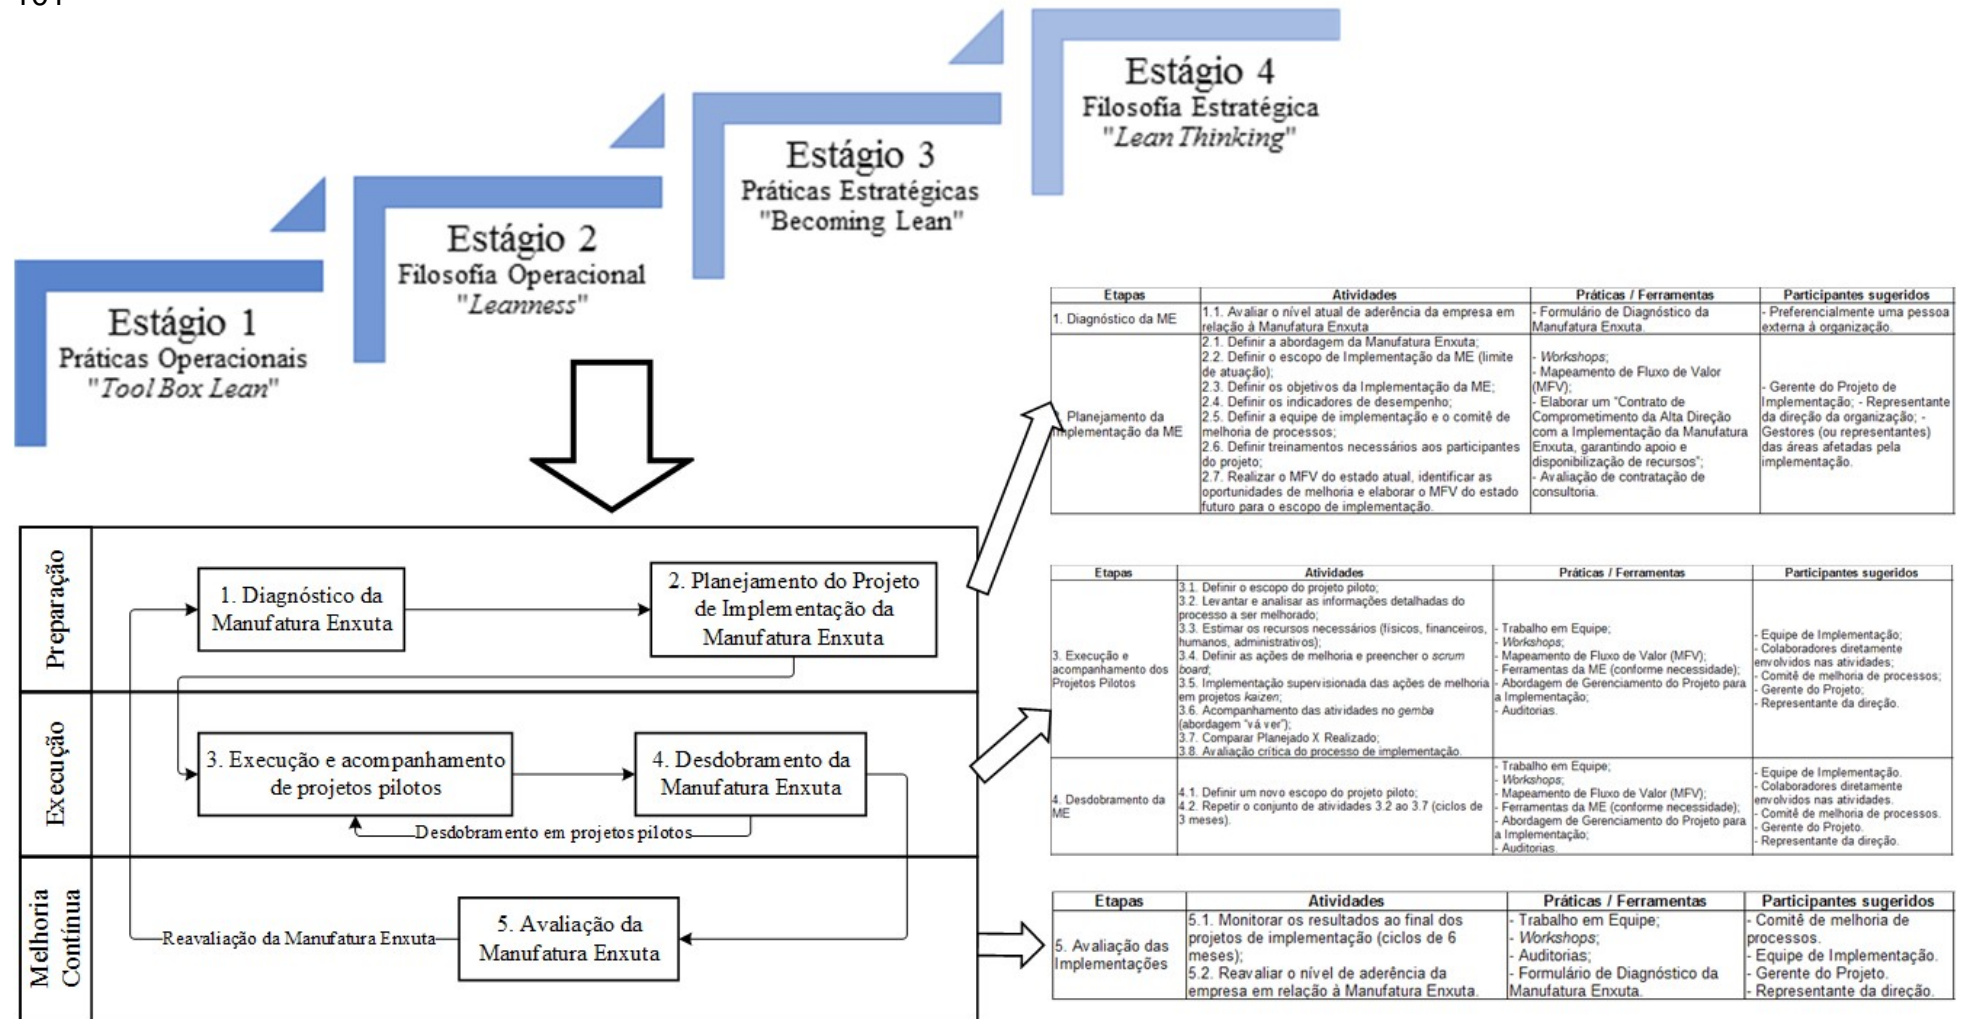 Estágio 4
Filosofia Estratégica
"Lean Thinking"
Estágio 3
Práticas Estratégicas
"Becoming Lean"
Estágio 2
Filosofia Operacional
"Leanness"
Estágio 1
Práticas Operacionais
"Tool Box Lean"
Preparação
1. Diagnóstico da
Manufatura Enxuta
2. Planejamento do Projeto
de Implementação da
Manufatura Enxuta
Execução
3. Execução e acompanhamento
de projetos pilotos
4. Desdobramento da
Manufatura Enxuta
Desdobramento em projetos pilotos
Melhoria
Contínua
5. Avaliação da
Manufatura Enxuta
Reavaliação da Manufatura Enxuta
Etapas
Atividades
Práticas / Ferramentas
Participantes sugeridos
1. Diagnóstico da ME
1.1. Avaliar o nível atual de aderência da empresa em
relação à Manufatura Enxuta
- Formulário de Diagnóstico da
Manufatura Enxuta.
- Preferencialmente uma pessoa
externa à organização.
Planejamento da
Implementação da ME
2.1. Definir a abordagem da Manufatura Enxuta;
2.2. Definir o escopo de Implementação da ME (limite
de atuação);
2.3. Definir os objetivos da Implementação da ME;
2.4. Definir os indicadores de desempenho;
2.5. Definir a equipe de implementação e o comitê de
melhoria de processos;
2.6. Definir treinamentos necessários aos participantes
do projeto;
2.7. Realizar o MFV do estado atual, identificar as
oportunidades de melhoria e elaborar o MFV do estado
futuro para o escopo de implementação.
- Workshops;
- Mapeamento de Fluxo de Valor
(MFV);
- Elaborar um "Contrato de
Comprometimento da Alta Direção
com a Implementação da Manufatura
Enxuta, garantindo apoio e
disponibilização de recursos";
- Avaliação de contratação de
consultoria.
- Gerente do Projeto de
Implementação; - Representante
da direção da organização; -
Gestores (ou representantes)
das áreas afetadas pela
implementação.
Etapas
Atividades
Práticas / Ferramentas
Participantes sugeridos
3. Execução e
acompanhamento dos
Projetos Pilotos
3.1. Definir o escopo do projeto piloto;
3.2. Levantar e analisar as informações detalhadas do
processo a ser melhorado;
3.3. Estimar os recursos necessários (físicos, financeiros,
humanos, administrativos);
3.4. Definir as ações de melhoria e preencher o scrum
board;
3.5. Implementação supervisionada das ações de melhoria
em projetos kaizen;
3.6. Acompanhamento das atividades no gemba
(abordagem "vá ver");
3.7. Comparar Planejado X Realizado;
3.8. Avaliação crítica do processo de implementação.
- Trabalho em Equipe;
- Workshops;
- Mapeamento de Fluxo de Valor (MFV);
- Ferramentas da ME (conforme necessidade);
- Abordagem de Gerenciamento do Projeto para
a Implementação;
- Auditorias.
- Equipe de Implementação;
- Colaboradores diretamente
envolvidos nas atividades;
- Comitê de melhoria de processos;
- Gerente do Projeto;
- Representante da direção.
4. Desdobramento da
ME
4.1. Definir um novo escopo do projeto piloto;
4.2. Repetir o conjunto de atividades 3.2 ao 3.7 (ciclos de
3 meses).
- Trabalho em Equipe;
- Workshops;
- Mapeamento de Fluxo de Valor (MFV);
- Ferramentas da ME (conforme necessidade);
- Abordagem de Gerenciamento do Projeto para
a Implementação;
- Auditorias.
- Equipe de Implementação.
- Colaboradores diretamente
envolvidos nas atividades.
- Comitê de melhoria de processos.
- Gerente do Projeto.
- Representante da direção.
Etapas
Atividades
Práticas / Ferramentas
Participantes sugeridos
5. Avaliação das
Implementações
5.1. Monitorar os resultados ao final dos
projetos de implementação (ciclos de 6
meses);
5.2. Reavaliar o nível de aderência da
empresa em relação à Manufatura Enxuta.
- Trabalho em Equipe;
- Workshops;
- Auditorias;
- Formulário de Diagnóstico da
Manufatura Enxuta.
- Comitê de melhoria de
processos.
- Equipe de Implementação.
- Gerente do Projeto.
- Representante da direção.